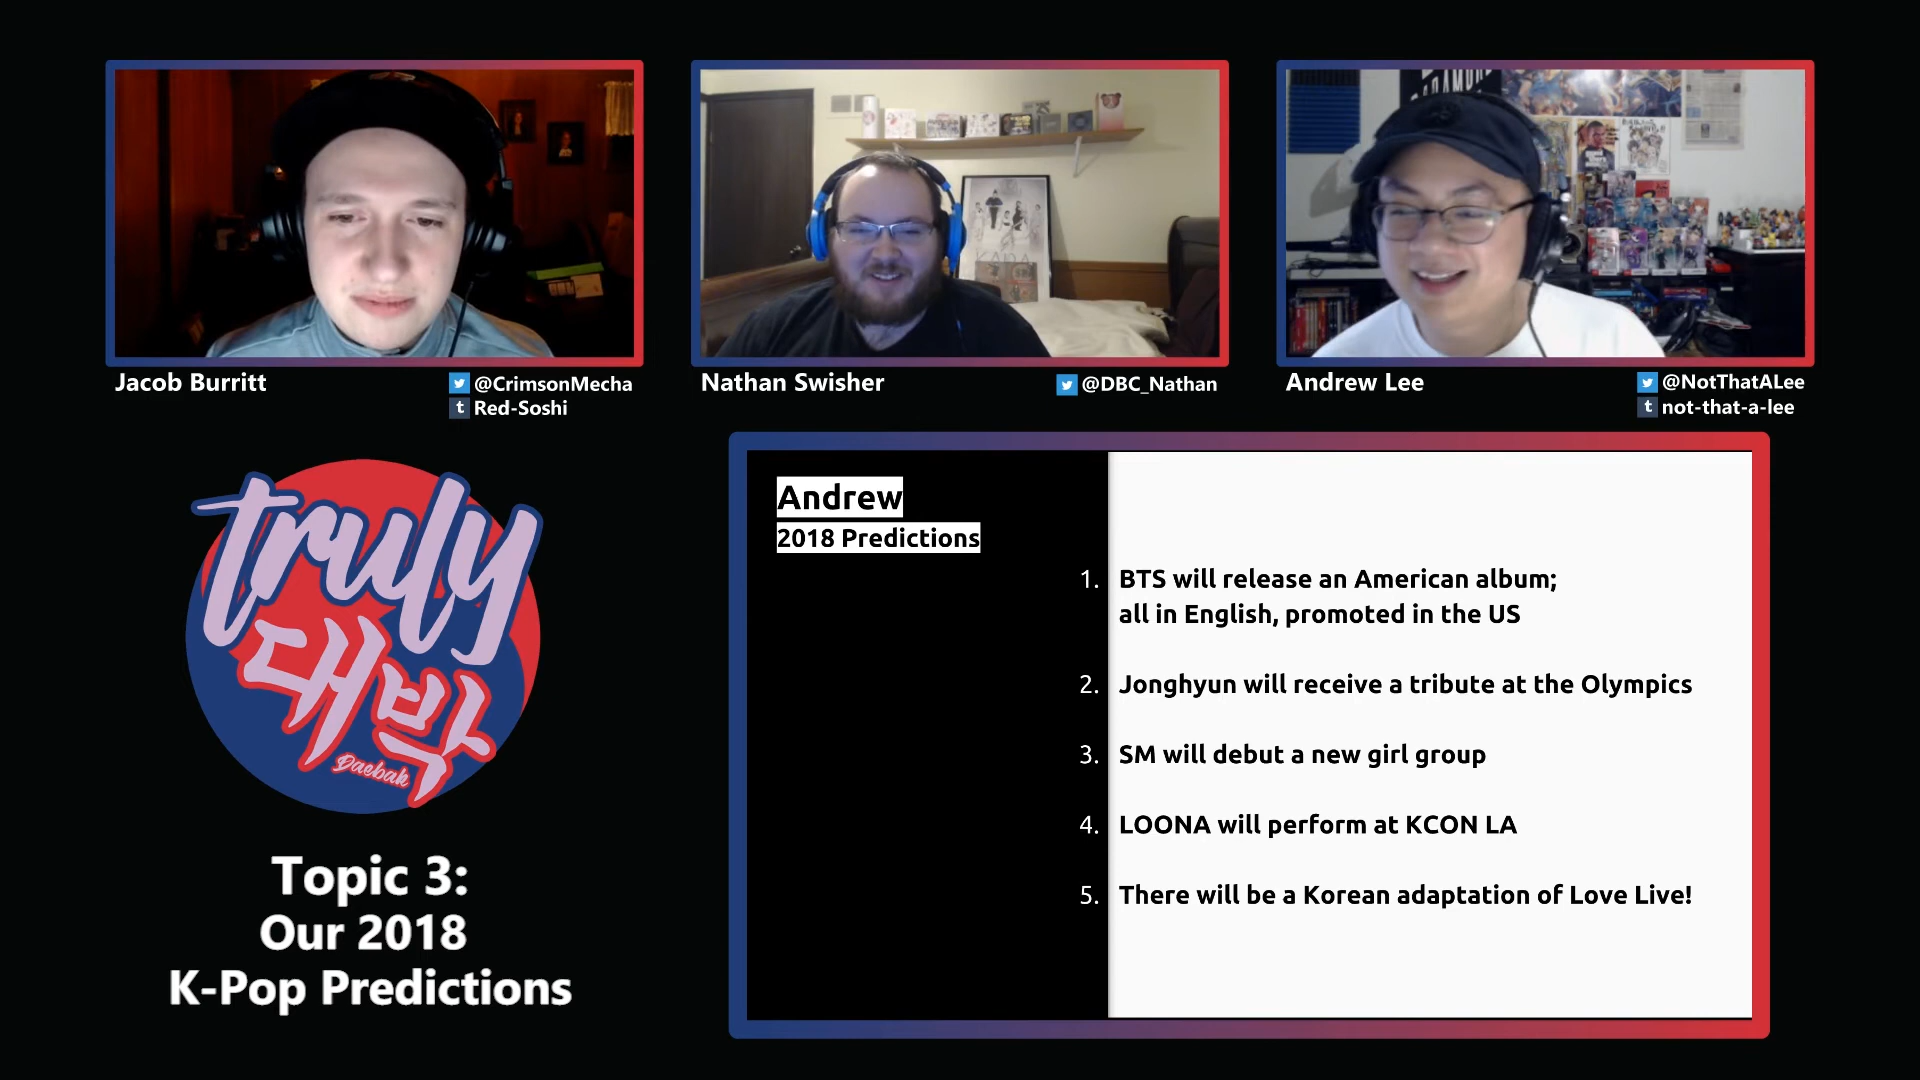 Jacob Burritt
@CrimsonMecha
t Red-Soshi
Nathan Swisher
@DBC_Nathan
Andrew Lee
@NotThatALee
t not-that-a-lee
truly
대박
Daebak
Topic 3:
Our 2018
K-Pop Predictions
Andrew
2018 Predictions
1. BTS will release an American album;
all in English, promoted in the US
2. Jonghyun will receive a tribute at the Olympics
3. SM will debut a new girl group
4. LOONA will perform at KCON LA
5. There will be a Korean adaptation of Love Live!